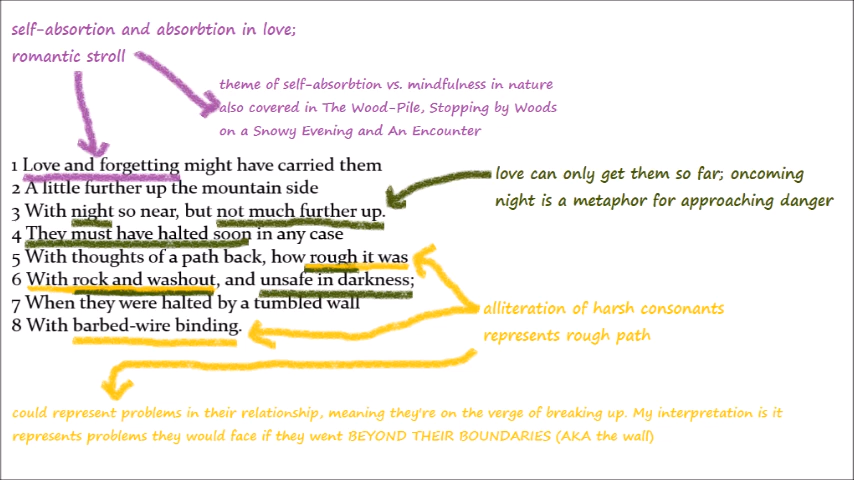 self-absortion and absorbtion in love;
romantic stroll
theme of self-absorbtion vs. mindfulness in nature
also covered in The Wood-Pile, Stopping by Woods
on a Snowy Evening and An Encounter
1 Love and forgetting might have carried them
2 A little further up the mountain side
3 With night so near, but not much further up.
4 They must have halted soon in any case
5 With thoughts of a path back, how rough it was
6 With rock and washout, and unsafe in darkness;
7 When they were halted by a tumbled wall
8 With barbed-wire binding.
love can only get them so far; oncoming
night is a metaphor for approaching danger
alliteration of harsh consonants
represents rough path
could represent problems in their relationship, meaning they're on the verge of breaking up. My interpretation is it
represents problems they would face if they went BEYOND THEIR BOUNDARIES (AKA the wall)